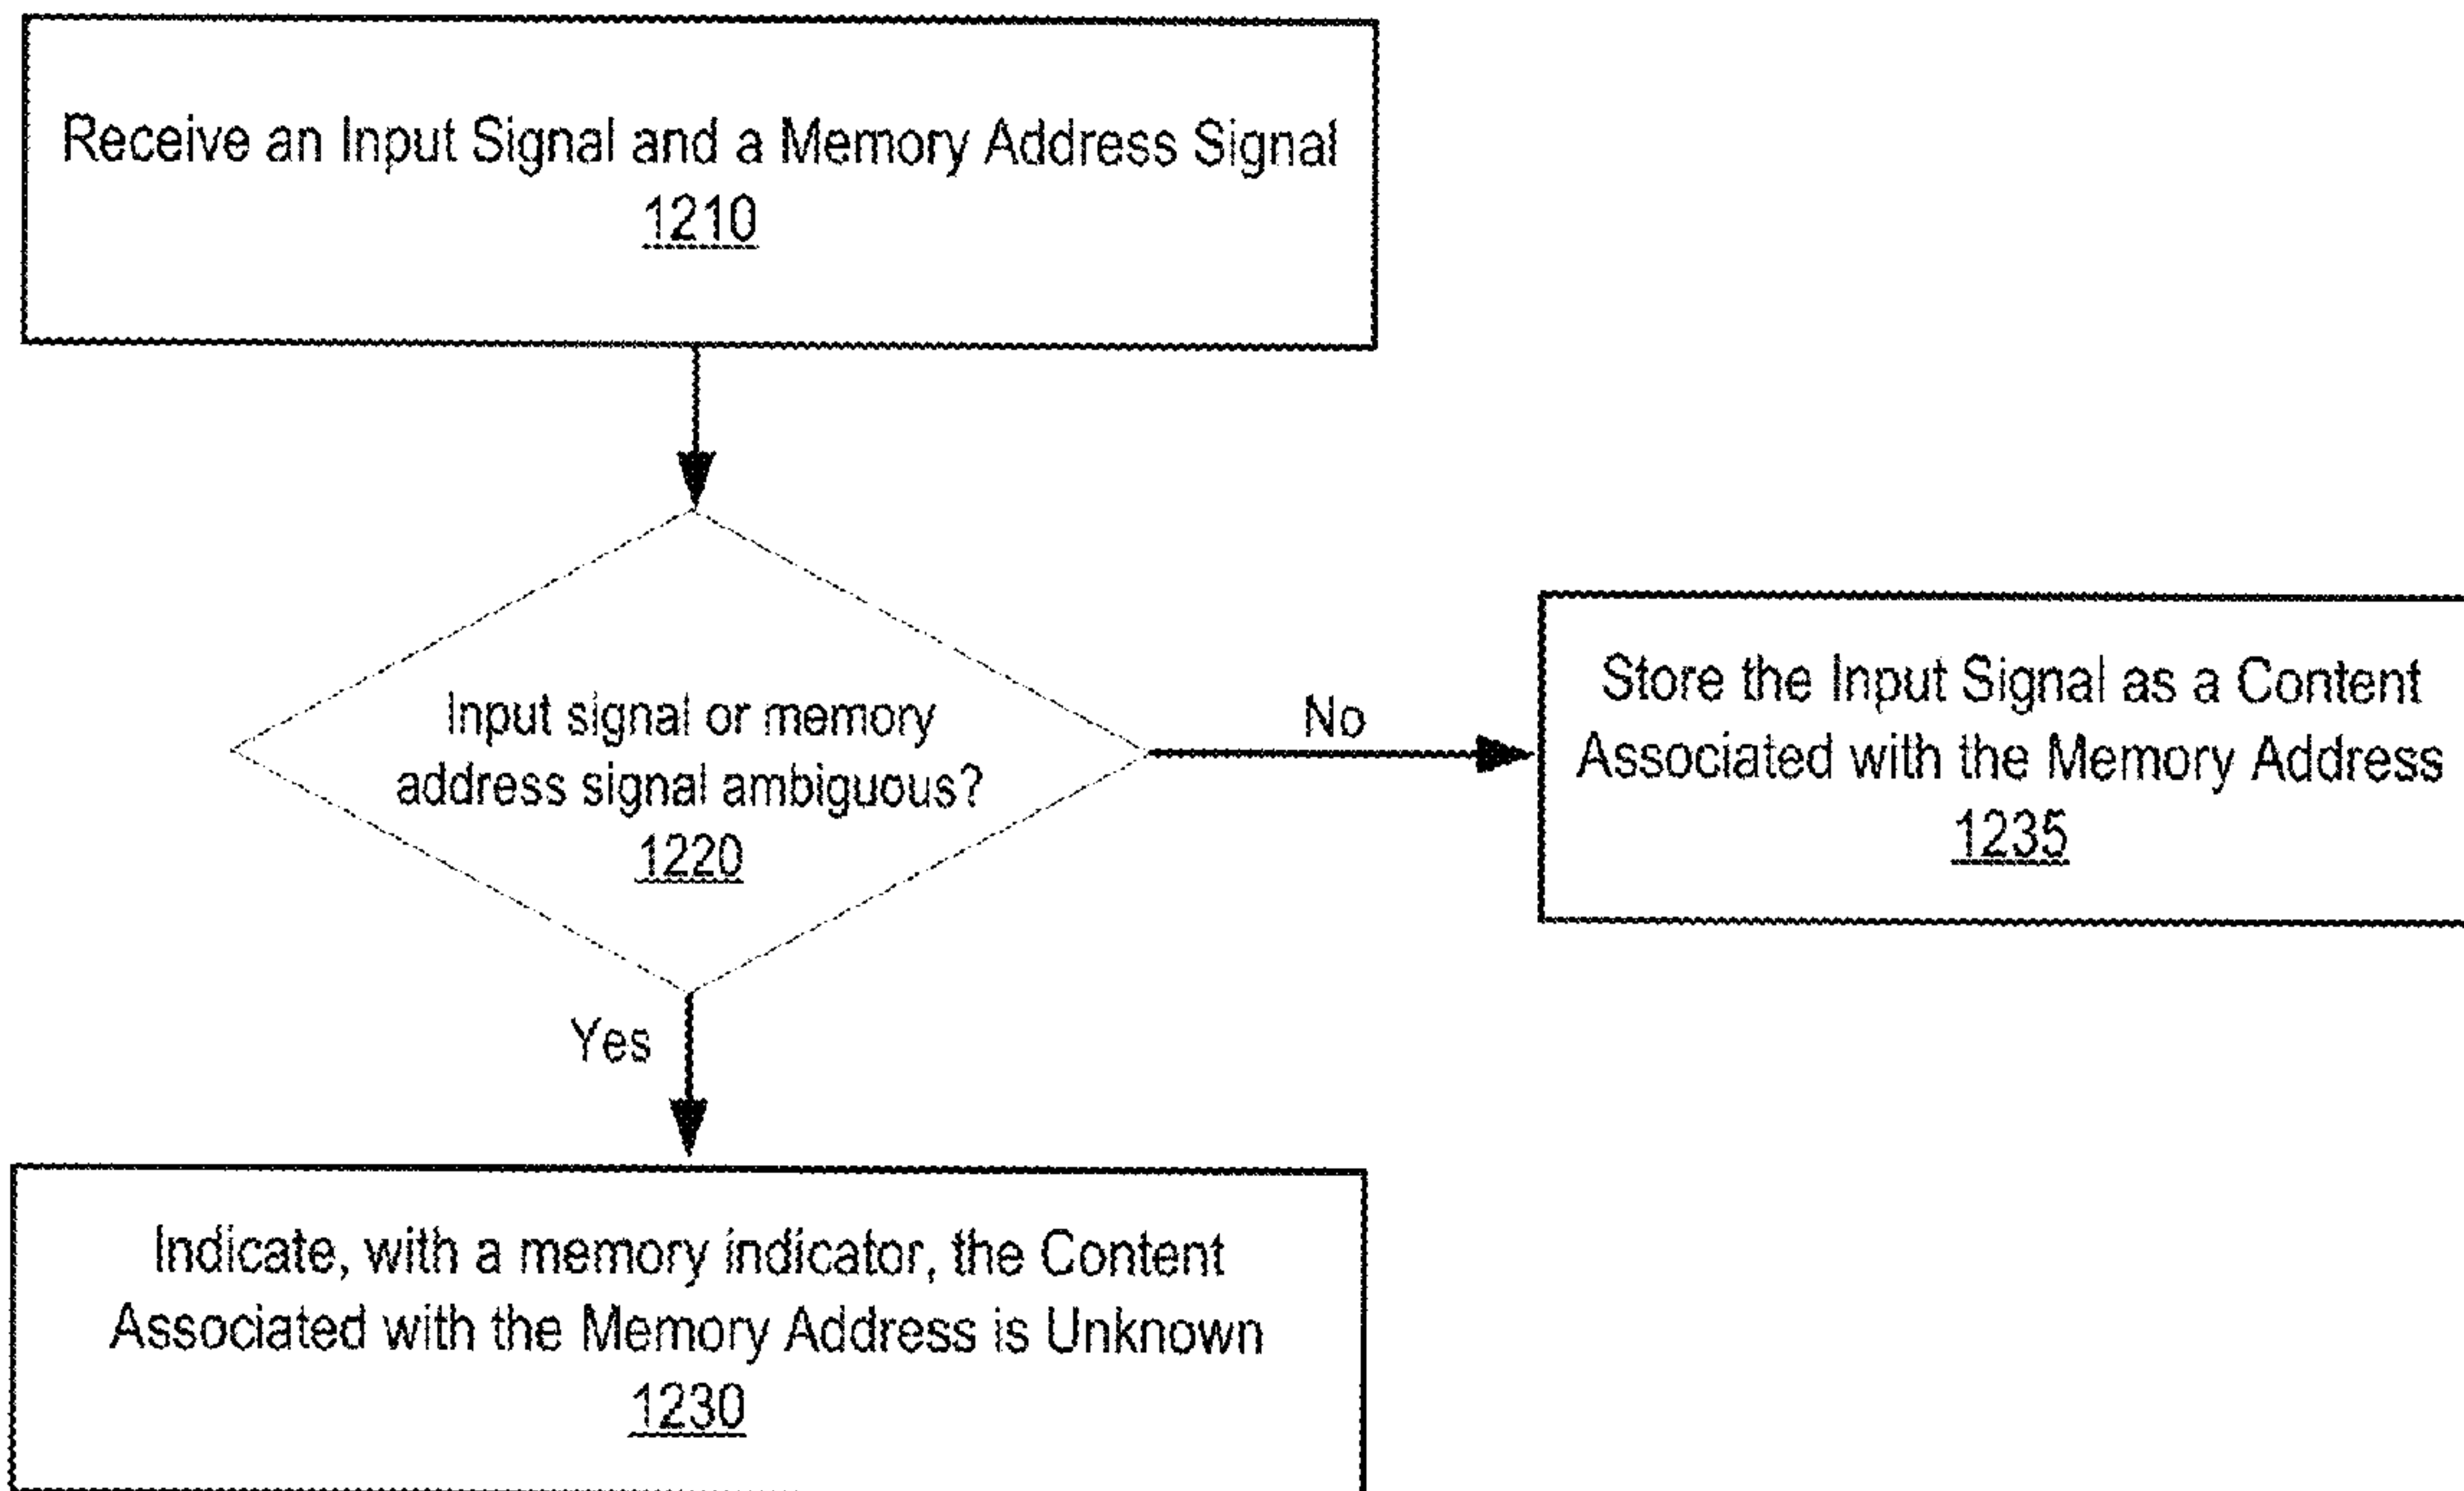 Receive an Input Signal and a Memory Address Signal
1210
Input signal or memory
address signal ambiguous?
1220
No
Store the Input Signal as a Content
Associated with the Memory Address
1235
Yes
Indicate, with a memory indicator, the Content
Associated with the Memory Address is Unknown
1230